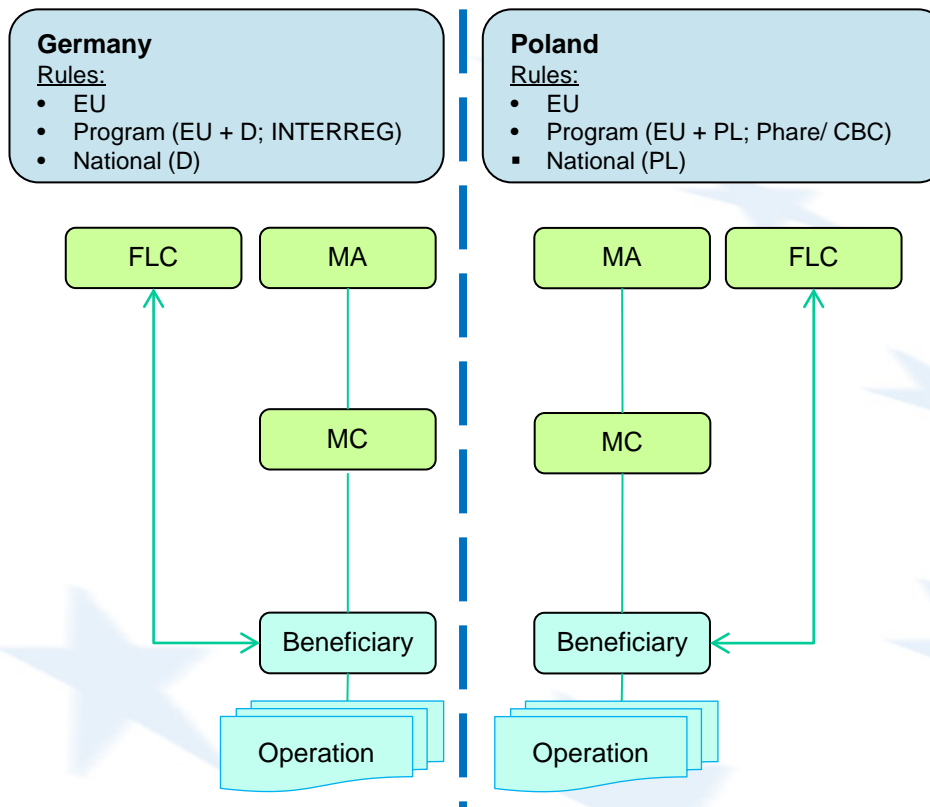 Germany
Rules:
• EU
• Program (EU + D; INTERREG)
• National (D)
Poland
Rules:
• EU
• Program (EU + PL; Phare/ CBC)
▪ National (PL)
FLC
MA
MA
FLC
MC
MC
Beneficiary
Beneficiary
Operation
Operation